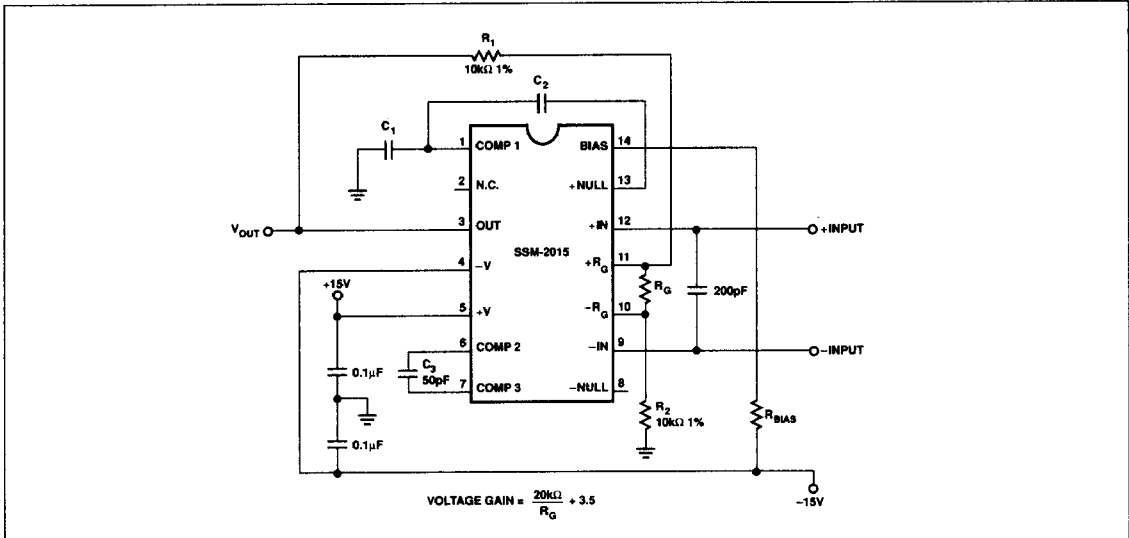 R1
10kΩ 1%
C2
C1
1 COMP 1 BIAS 14
2 N.C. +NULL 13
VOUT 3 OUT +IN 12 +INPUT
SSM-2015
4 −V +RG 11
RG 200pF
+15V
5 +V −RG 10
6 COMP 2 −IN 9 −INPUT
C3
50pF
7 COMP 3 −NULL 8
0.1µF
R2
10kΩ 1%
RBIAS
0.1µF
−15V
VOLTAGE GAIN = 20kΩ / RG + 3.5